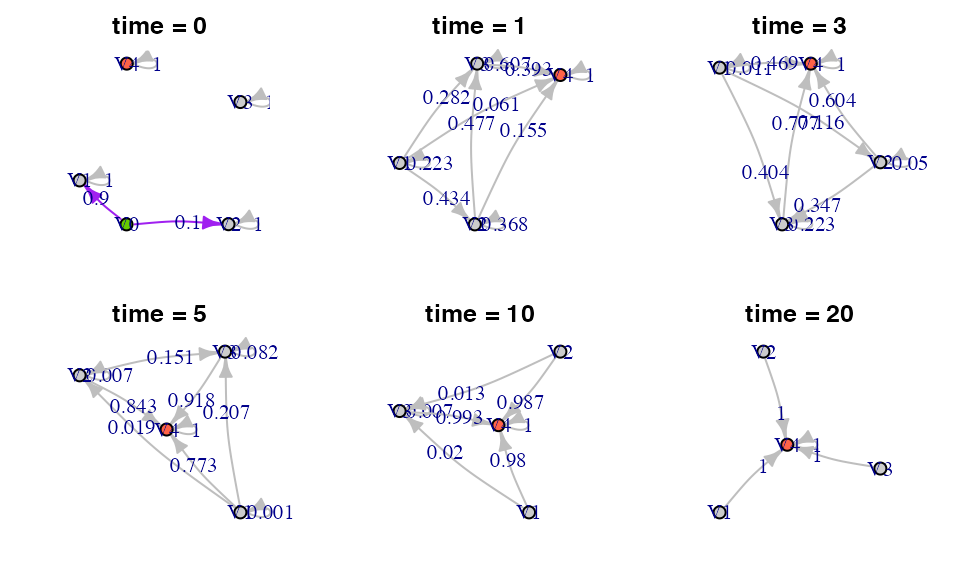 time = 0
V4 1
V3 1
V1 1
0.9
V0
0.1
V2 1
time = 1
V3 0.607
0.393
V4 1
0.282
0.061
0.477
0.155
V1 0.223
0.434
V2 0.368
time = 3
V1 0.011
0.469
V4 1
0.604
0.777
0.116
V2 0.05
0.404
0.347
V3 0.223
time = 5
0.151
V3 0.082
V2 0.007
0.918
0.843
0.207
0.019
V4 1
0.773
V1 0.001
time = 10
V2
0.013
0.987
V3 0.007
0.993
V4 1
0.02
0.98
V1
time = 20
V2
1
V4 1
1
1
V3
V1